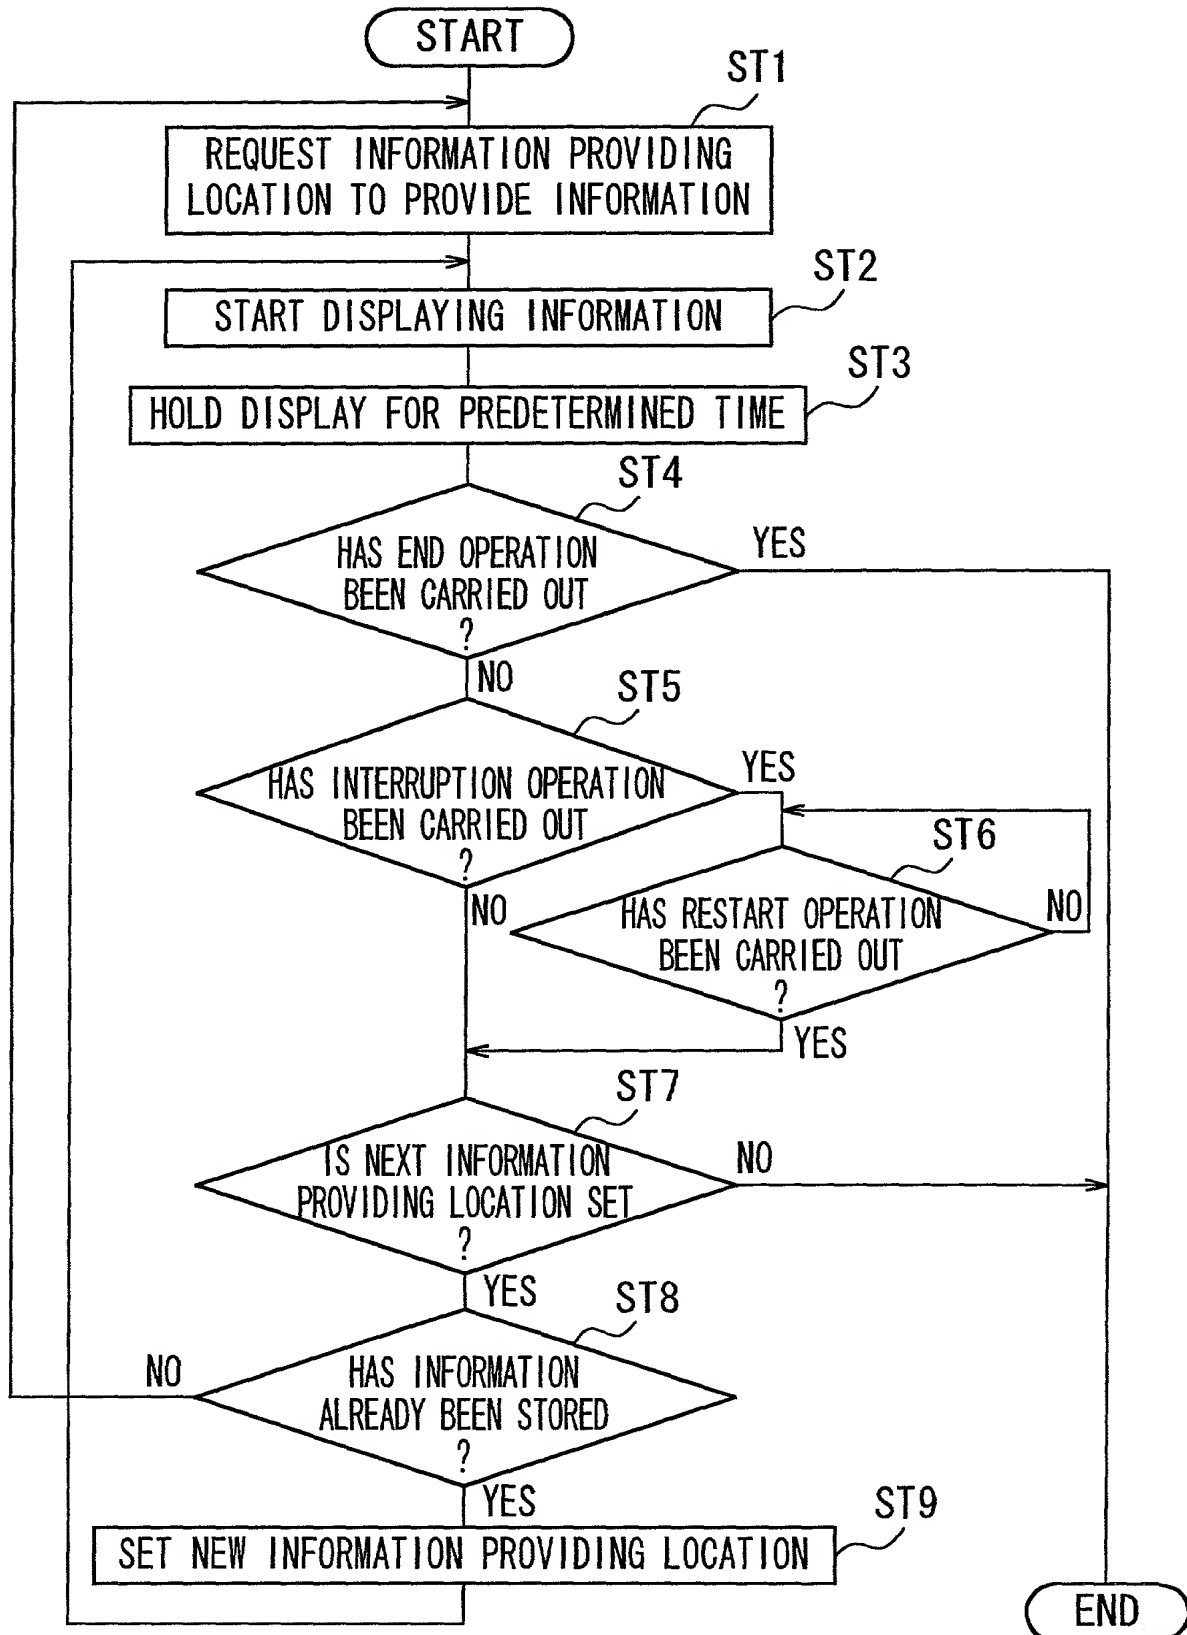 START
ST1
REQUEST INFORMATION PROVIDING
LOCATION TO PROVIDE INFORMATION
ST2
START DISPLAYING INFORMATION
ST3
HOLD DISPLAY FOR PREDETERMINED TIME
ST4
HAS END OPERATION
BEEN CARRIED OUT
?
YES
NO
ST5
HAS INTERRUPTION OPERATION
BEEN CARRIED OUT
?
YES
NO
ST6
HAS RESTART OPERATION
BEEN CARRIED OUT
?
NO
YES
ST7
IS NEXT INFORMATION
PROVIDING LOCATION SET
?
NO
YES
ST8
HAS INFORMATION
ALREADY BEEN STORED
?
NO
YES
ST9
SET NEW INFORMATION PROVIDING LOCATION
END